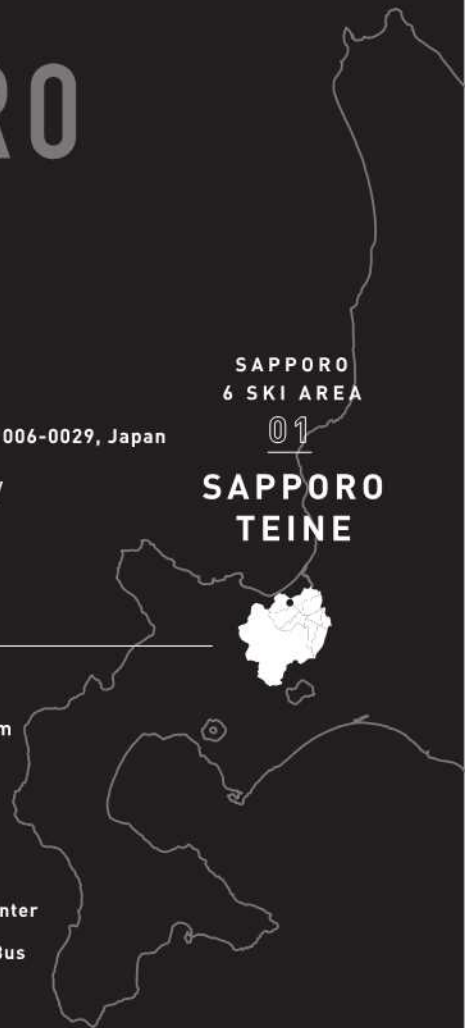 RO
SAPPORO
6 SKI AREA
01
006-0029, Japan
SAPPORO
TEINE
m
nter
Bus